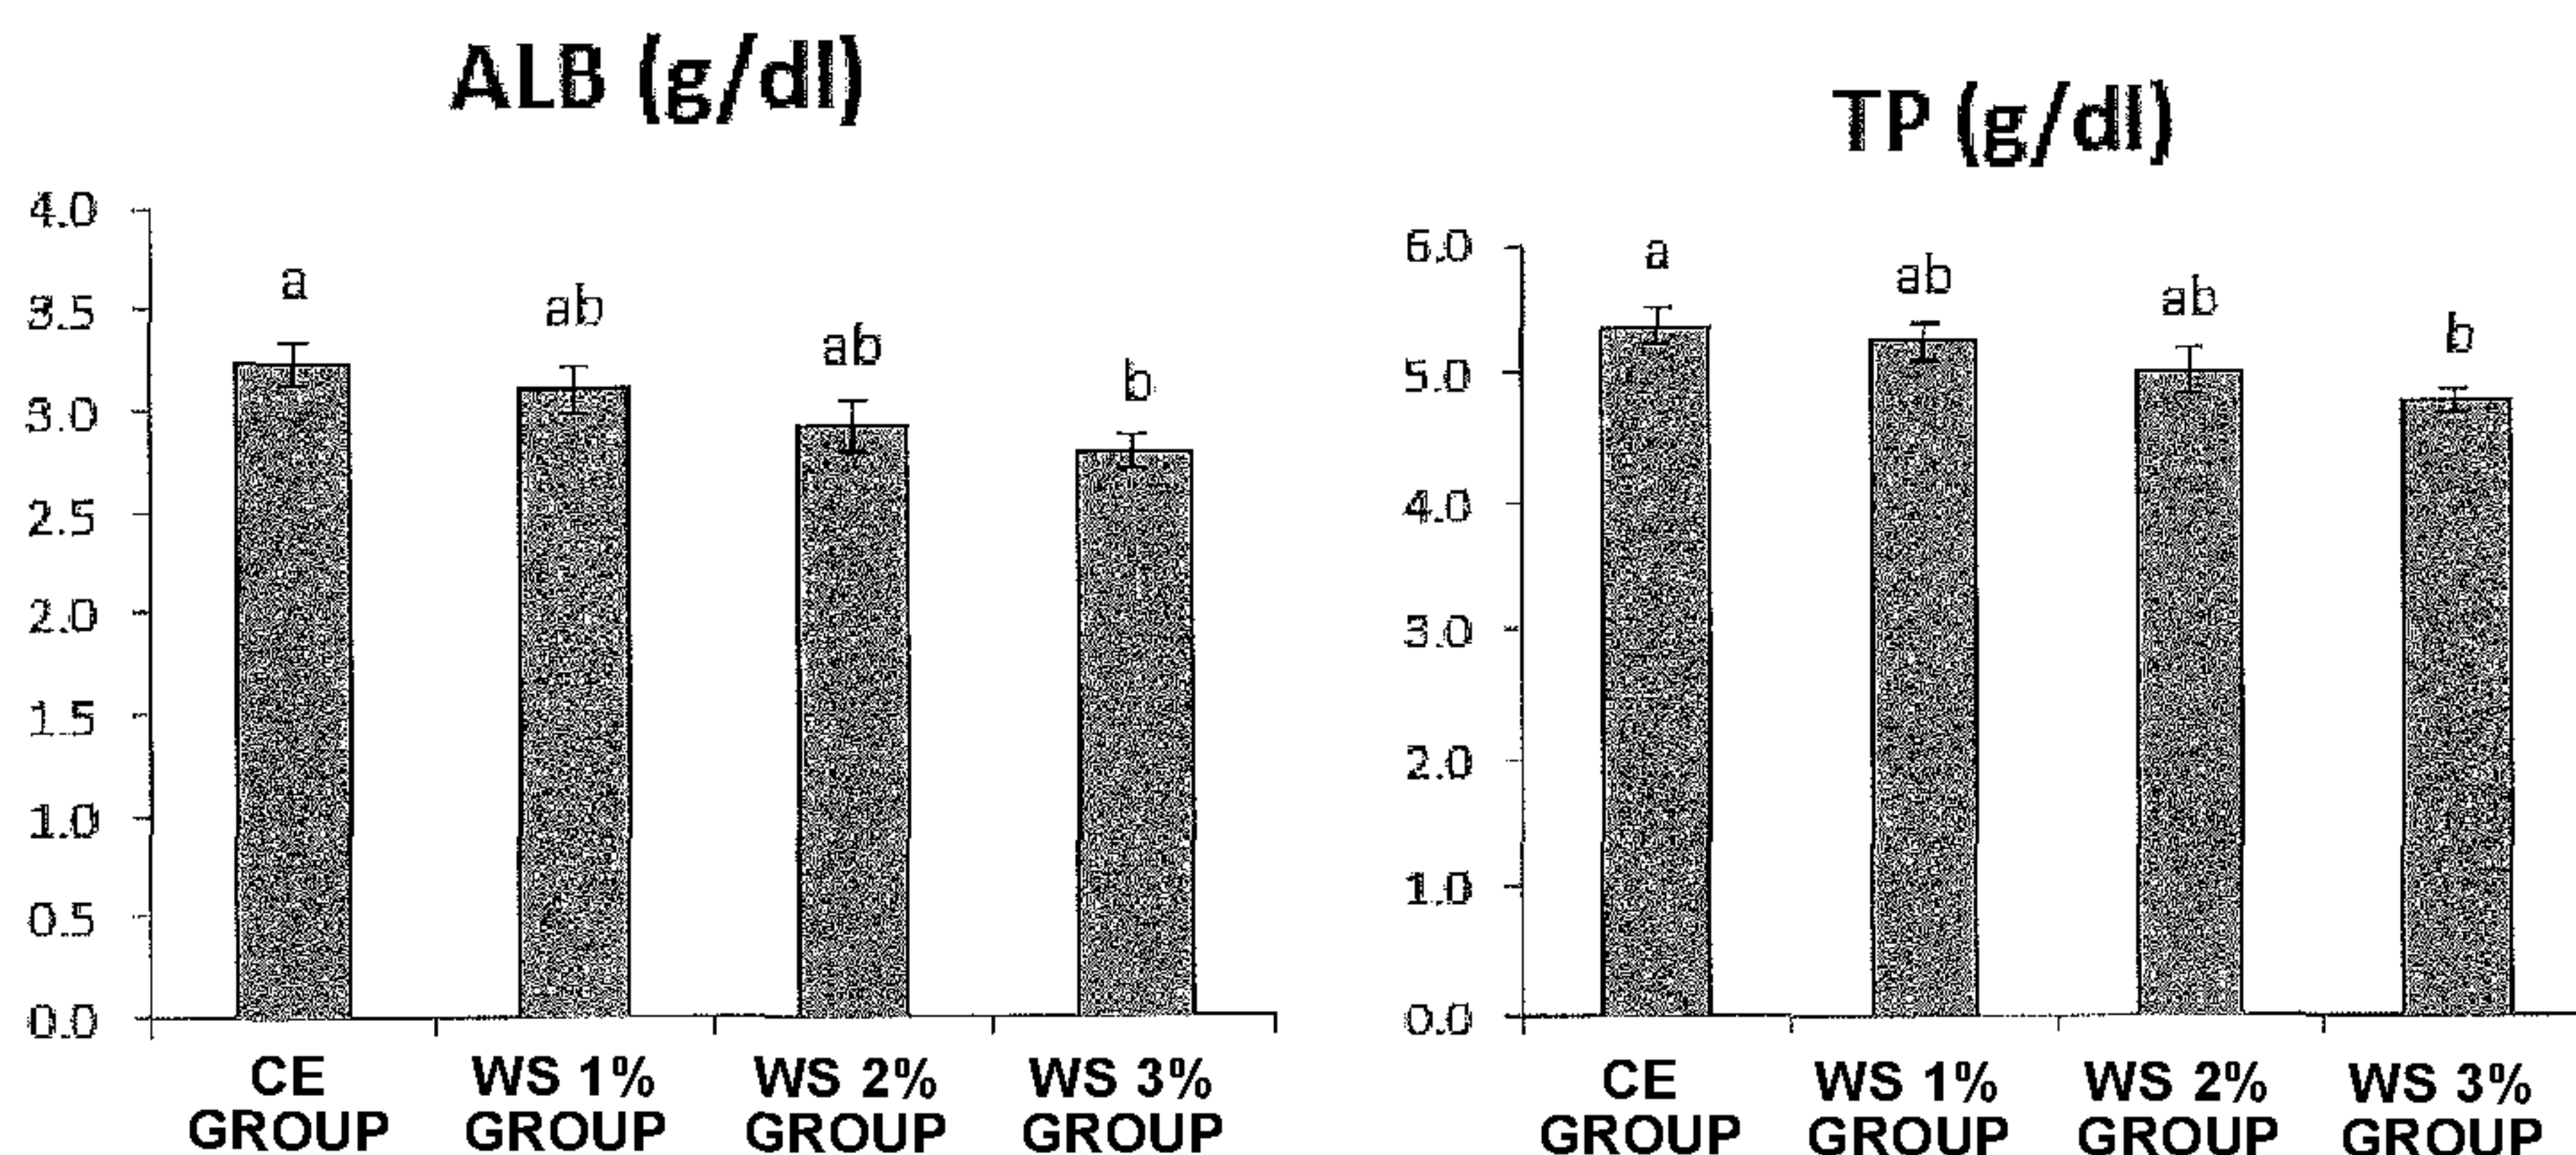 ALB (g/dl)
4.0
3.5
3.0
2.5
2.0
1.5
1.0
0.5
0.0
a
ab
ab
b
CE
GROUP
WS 1%
GROUP
WS 2%
GROUP
WS 3%
GROUP
TP (g/dl)
6.0
5.0
4.0
3.0
2.0
1.0
0.0
a
ab
ab
b
CE
GROUP
WS 1%
GROUP
WS 2%
GROUP
WS 3%
GROUP